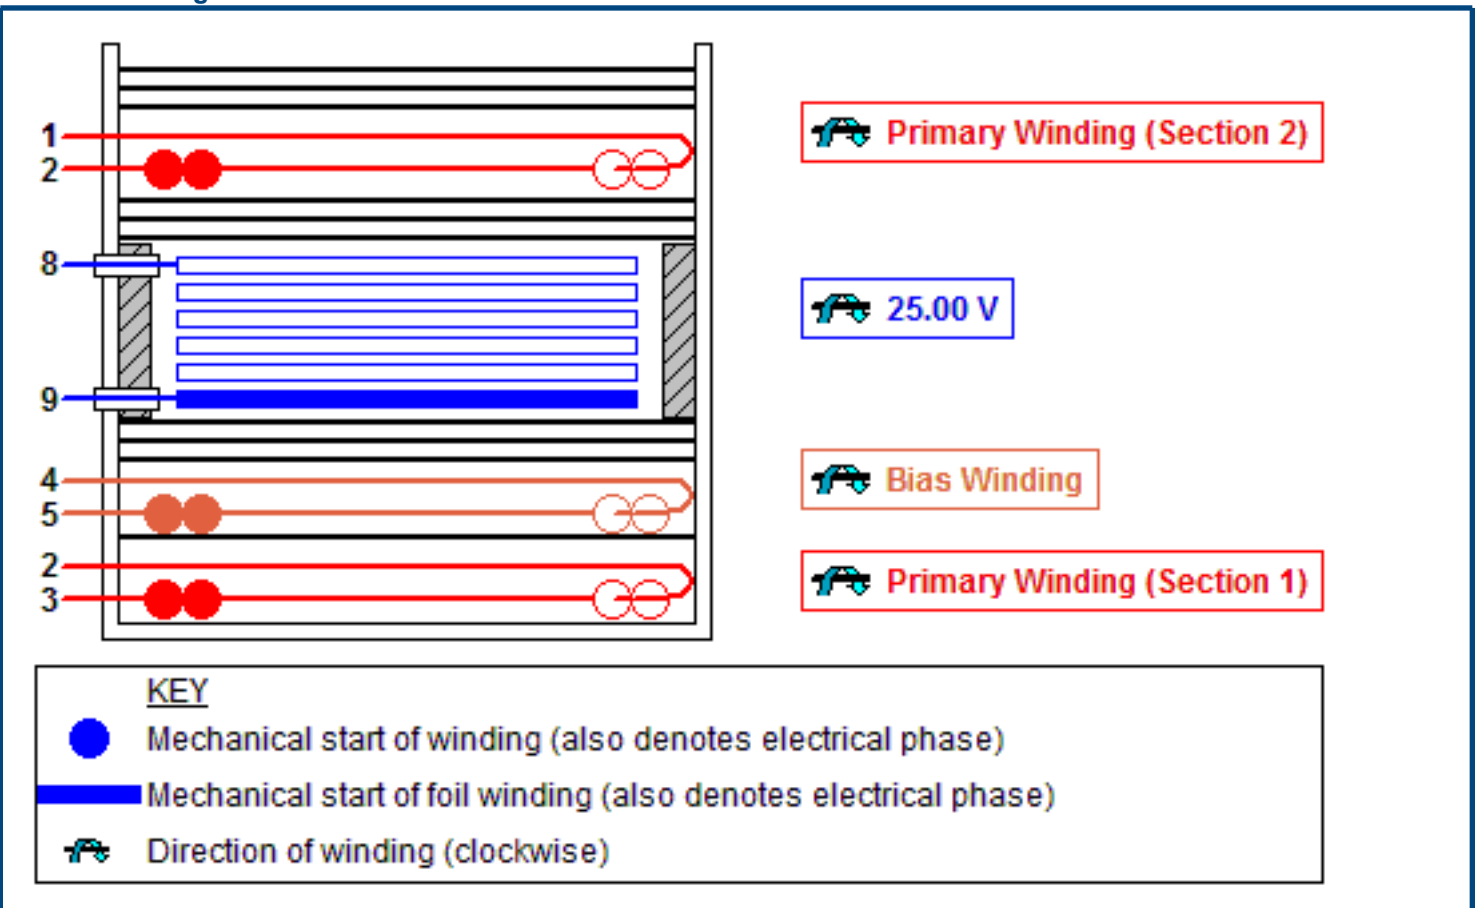 1
2
Primary Winding (Section 2)
8
25.00 V
9
4
5
Bias Winding
2
3
Primary Winding (Section 1)
KEY
Mechanical start of winding (also denotes electrical phase)
Mechanical start of foil winding (also denotes electrical phase)
Direction of winding (clockwise)